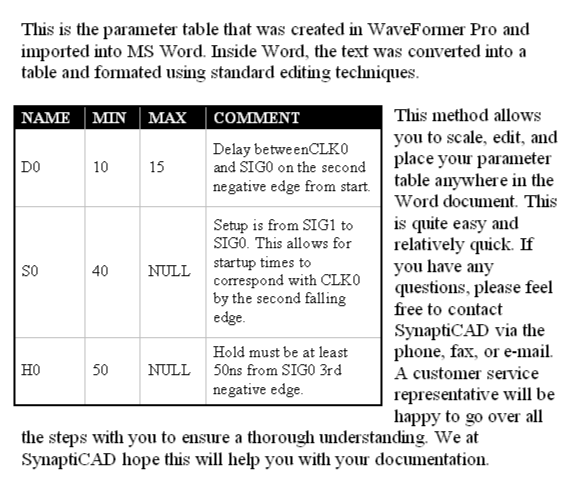 This is the parameter table that was created in WaveFormer Pro and
imported into MS Word. Inside Word, the text was converted into a
table and formated using standard editing techniques.
NAME MIN MAX COMMENT
D0 10 15 Delay betweenCLK0
and SIG0 on the second
negative edge from start.
S0 40 NULL Setup is from SIG1 to
SIG0. This allows for
startup times to
correspond with CLK0
by the second falling
edge.
H0 50 NULL Hold must be at least
50ns from SIG0 3rd
negative edge.
This method allows
you to scale, edit, and
place your parameter
table anywhere in the
Word document. This
is quite easy and
relatively quick. If
you have any
questions, please feel
free to contact
SynaptiCAD via the
phone, fax, or e-mail.
A customer service
representative will be
happy to go over all
the steps with you to ensure a thorough understanding. We at
SynaptiCAD hope this will help you with your documentation.